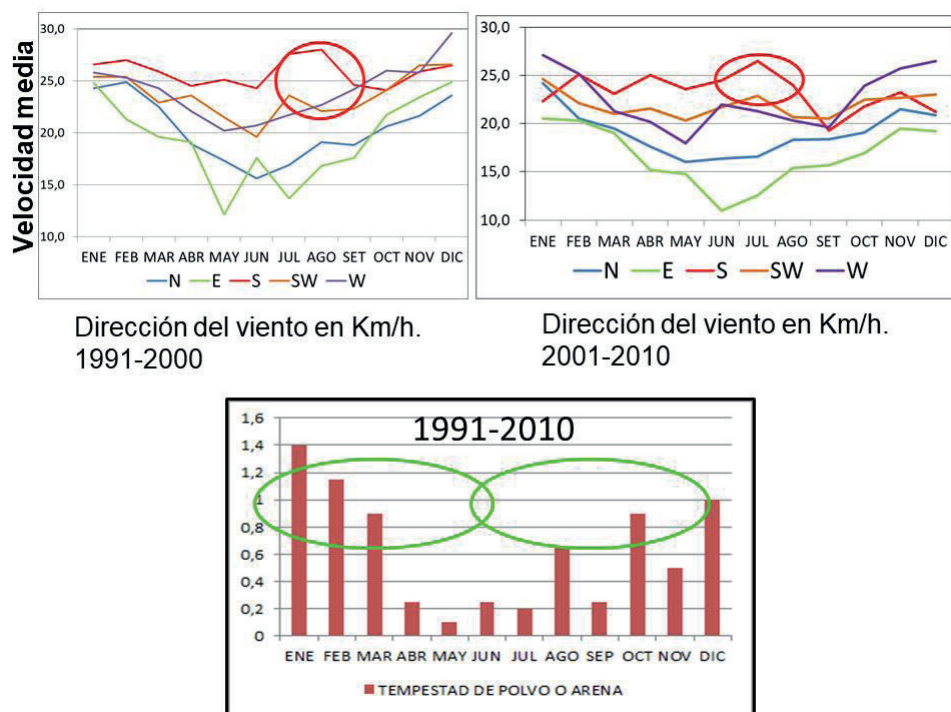 Velocidad media
30,0
25,0
20,0
15,0
10,0
ENE FEB MAR ABR MAY JUN JUL AGO SET OCT NOV DIC
N E S SW W
30,0
25,0
20,0
15,0
10,0
ENE FEB MAR ABR MAY JUN JUL AGO SET OCT NOV DIC
N E S SW W
Dirección del viento en Km/h.
1991-2000
Dirección del viento en Km/h.
2001-2010
1991-2010
1,6
1,4
1,2
1
0,8
0,6
0,4
0,2
0
ENE FEB MAR ABR MAY JUN JUL AGO SEP OCT NOV DIC
TEMPESTAD DE POLVO O ARENA